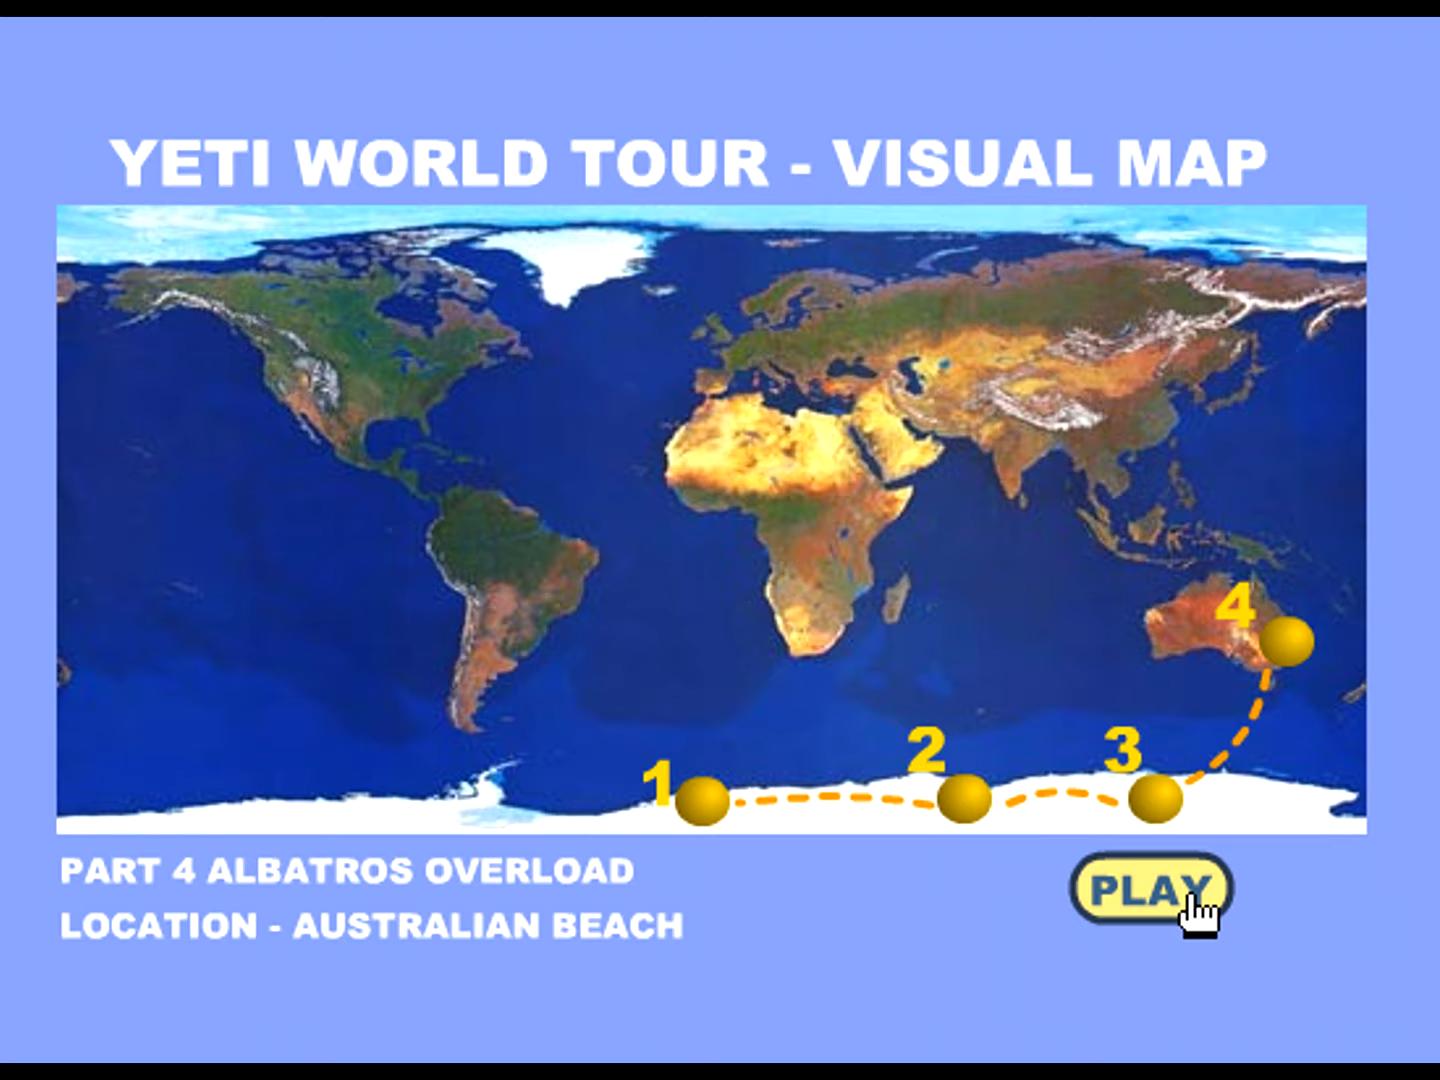 YETI WORLD TOUR - VISUAL MAP
4
2
3
1
PART 4 ALBATROS OVERLOAD
LOCATION - AUSTRALIAN BEACH
PLAY